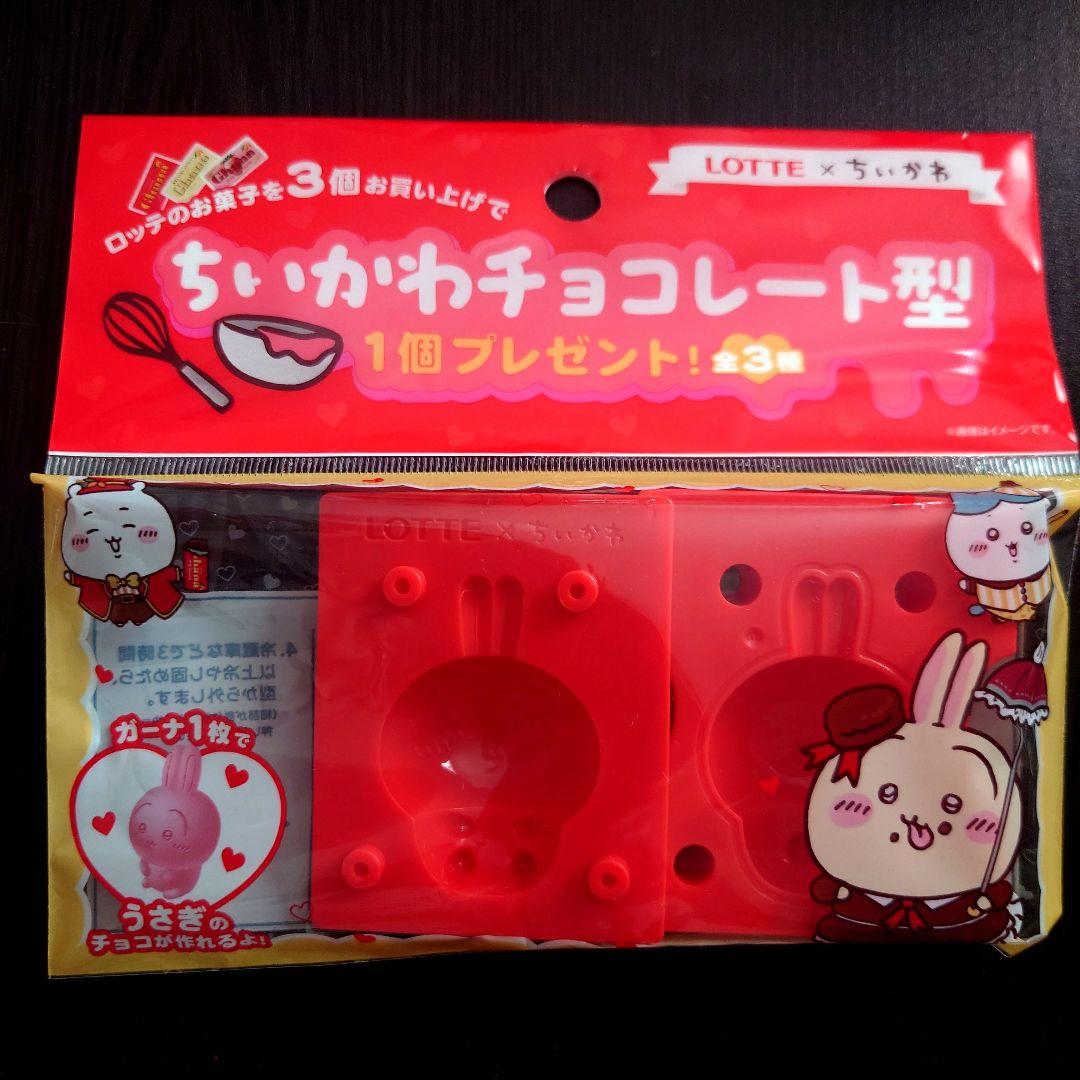 LOTTE × ちいかわ
Ghana
Ghana
Ghana
ロッテのお菓子を3個お買い上げで
ちいかわチョコレート型
1個プレゼント!全3種
※画像はイメージです。
LOTTE × ちいかわ
Ghana
4.冷蔵庫などで3時間
以上冷やし固めたら、
型から外します。
ガーナ1枚で
うさぎの
チョコが作れるよ!